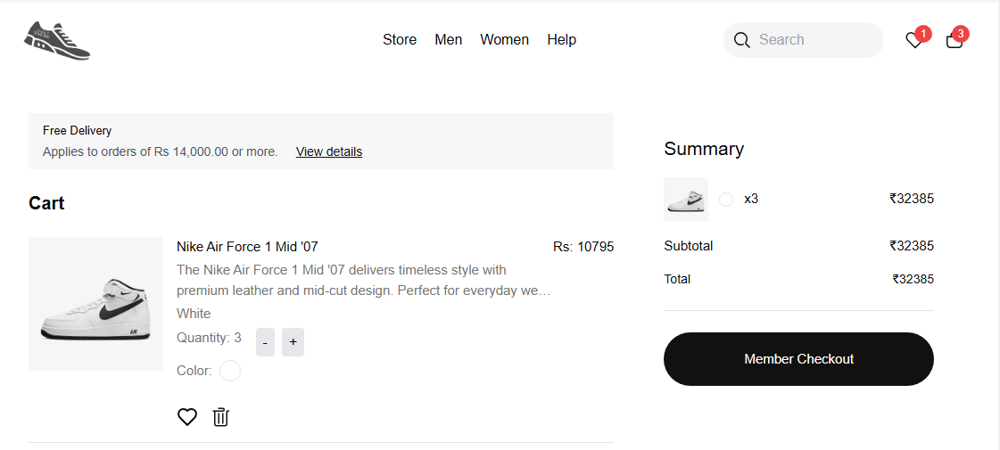 Store Men Women Help Search 1 3
Free Delivery
Applies to orders of Rs 14,000.00 or more. View details
Cart
Nike Air Force 1 Mid '07 Rs: 10795
The Nike Air Force 1 Mid '07 delivers timeless style with
premium leather and mid-cut design. Perfect for everyday we...
White
Quantity: 3 - +
Color:
Summary
x3 ₹32385
Subtotal ₹32385
Total ₹32385
Member Checkout